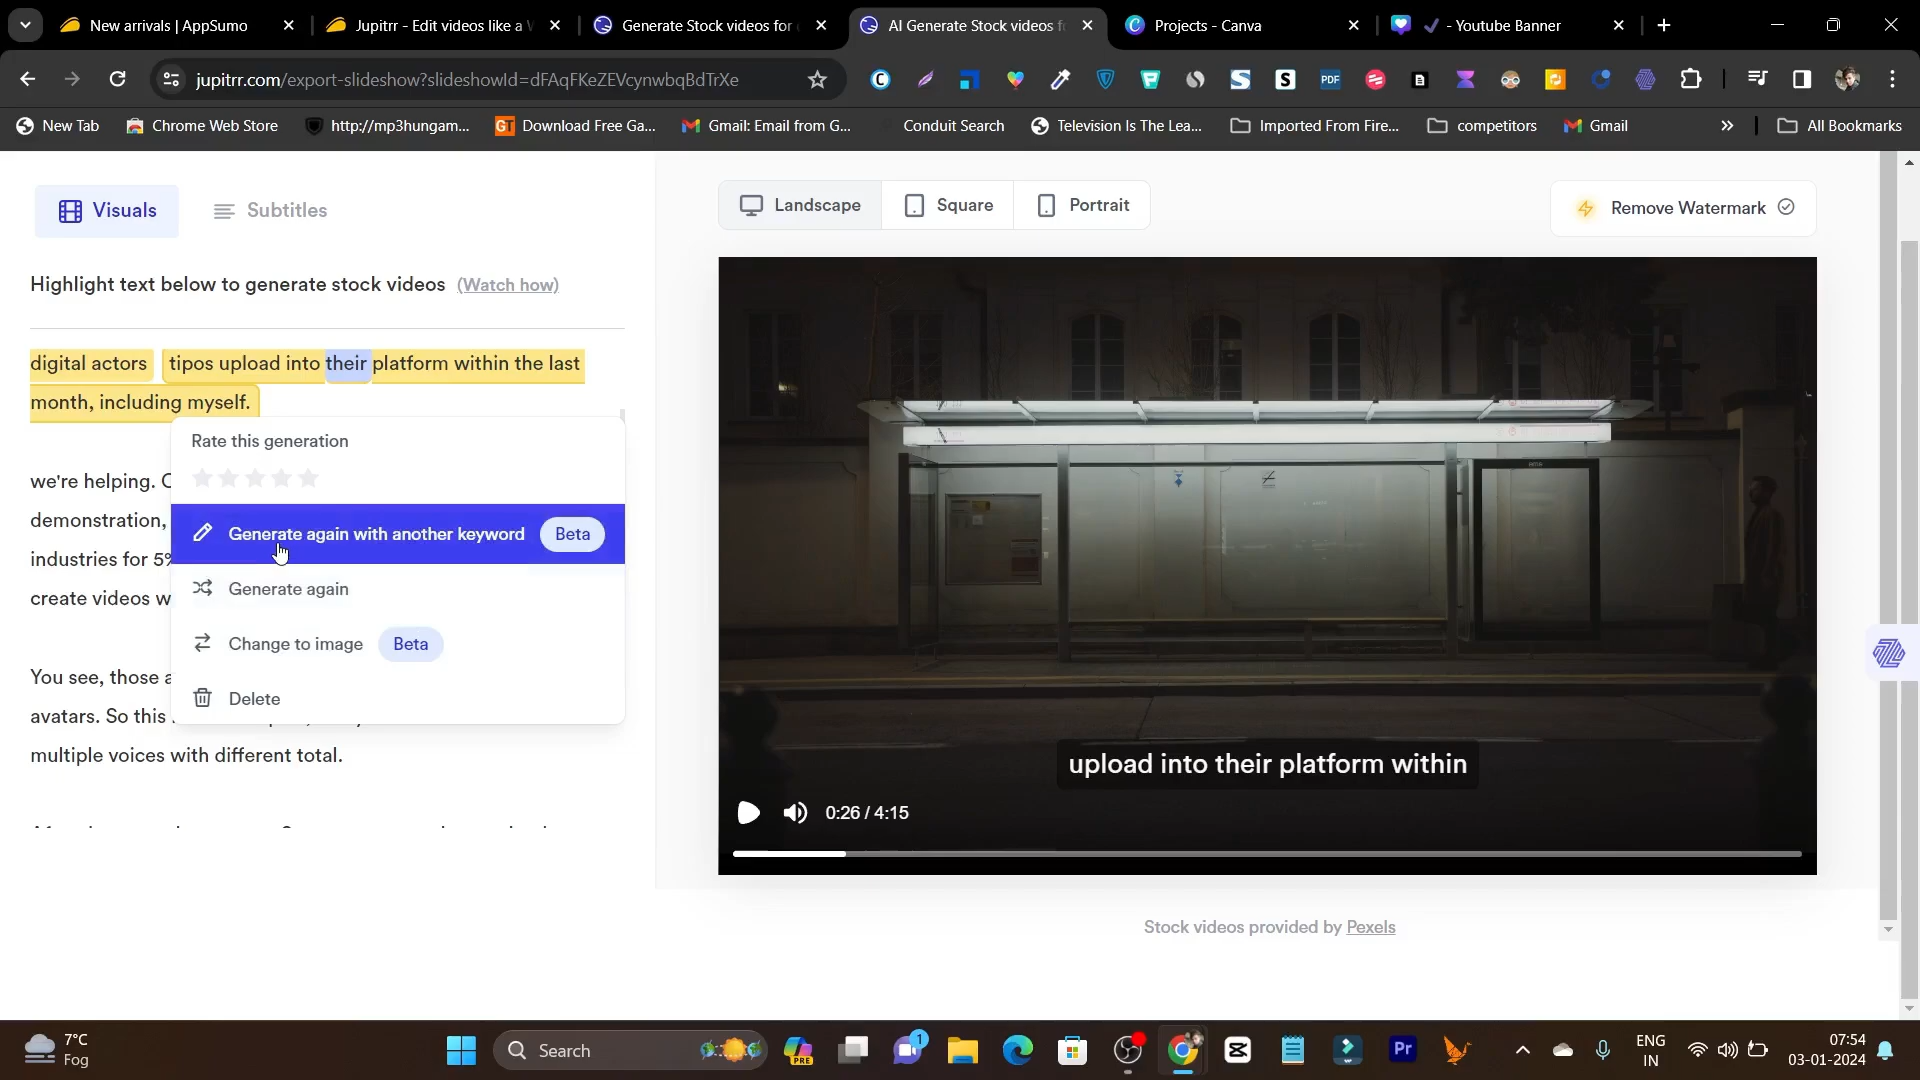 New arrivals | AppSumo
Jupitrr - Edit videos like a W
Generate Stock videos for
AI Generate Stock videos f
Projects - Canva
- Youtube Banner
jupitrr.com/export-slideshow?slideshowId=dFAqFKeZEVcynwbqBdTrXe
New Tab
Chrome Web Store
http://mp3hungam...
Download Free Ga...
Gmail: Email from G...
Conduit Search
Television Is The Lea...
Imported From Fire...
competitors
Gmail
All Bookmarks
Visuals
Subtitles
Landscape
Square
Portrait
Remove Watermark
Highlight text below to generate stock videos (Watch how)
digital actors tipos upload into their platform within the last
month, including myself.
Rate this generation
we're helping.
demonstration,
Generate again with another keyword Beta
industries for 5%
Generate again
create videos w
Change to image Beta
You see, those a
Delete
avatars. So this
multiple voices with different total.
upload into their platform within
0:26 / 4:15
Stock videos provided by Pexels
7°C
Fog
Search
PRE
1
Pr
ENG
IN
07:54
03-01-2024
PDF